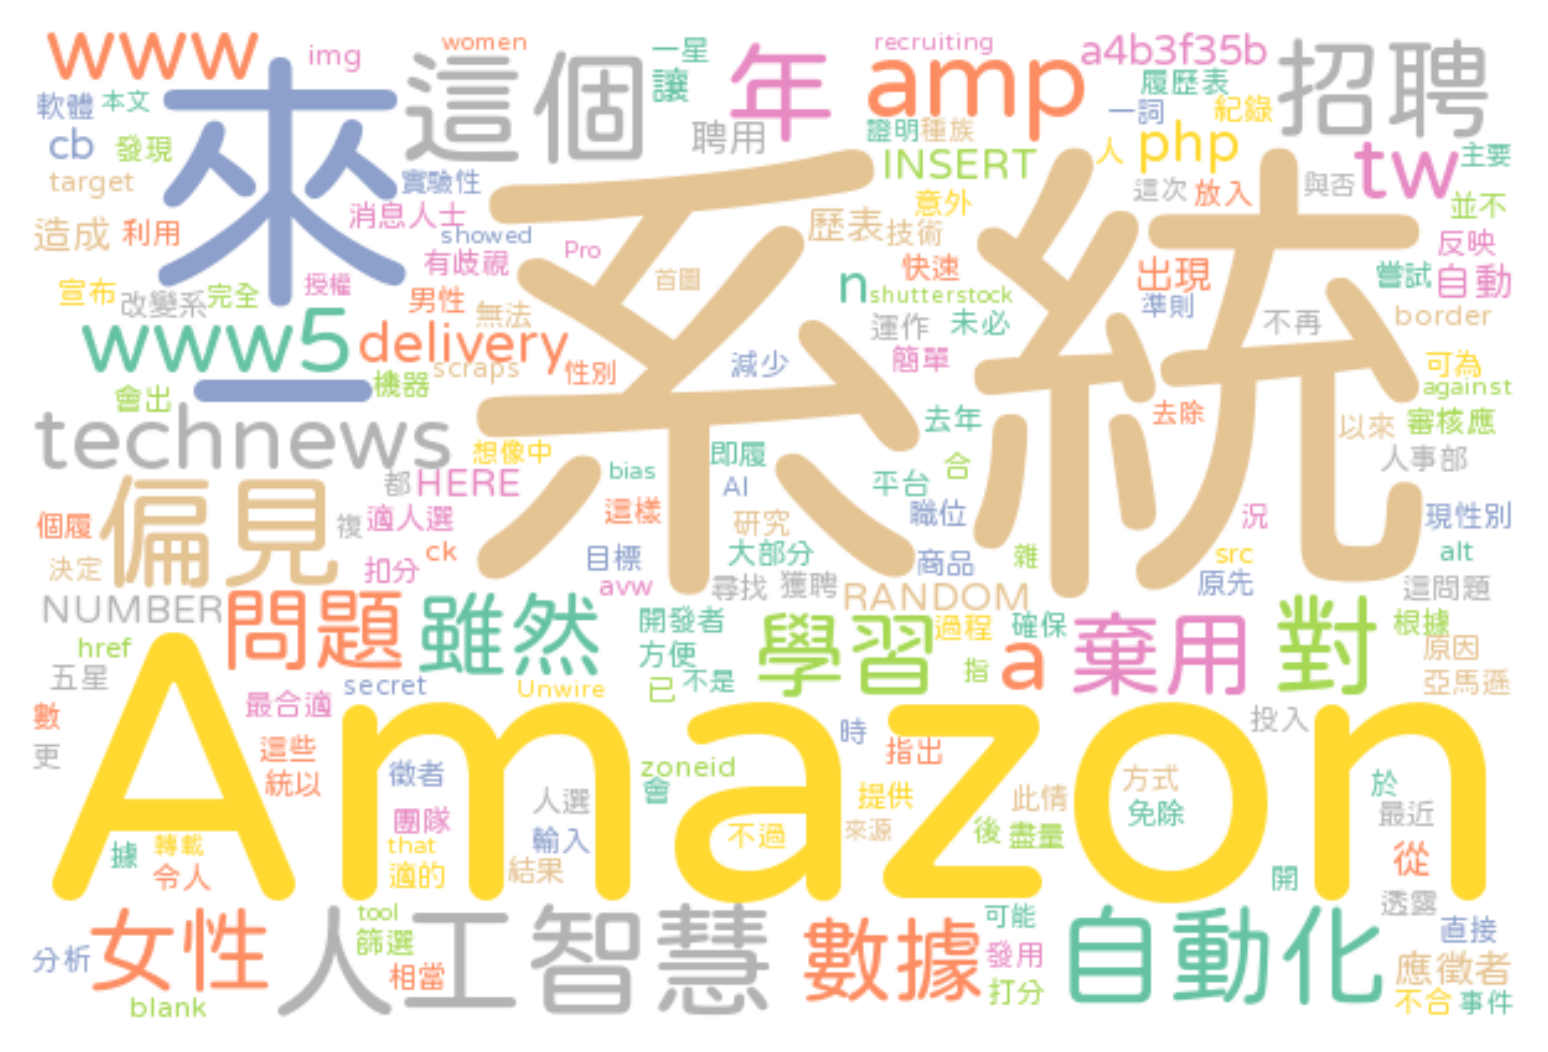 www
img
women
一星
recruiting
a4b3f35b
這個
年
amp
招聘
讓
履歷表
軟體
本文
來
一詞
紀錄
cb
發現
聘用
證明
種族
php
人
主要
target
實驗性
INSERT
tw
這次
放入
與否
消息人士
意外
並不
造成
利用
showed
歷表
技術
反映
有歧視
Pro
系統
快速
出現
嘗試
自動
宣布
改變系
完全
授權
男性
首圖
n
shutterstock
準則
無法
運作
未必
不再
border
www5
delivery
減少
簡單
可為
scraps
性別
一
機器
against
會出
去年
去除
以來
審核應
technews
想像中
即履
合
人事部
都
HERE
bias
AI
平台
偏見
個履
複
適人選
這樣
研究
職位
況
現性別
ck
目標
大部分
商品
雜
src
alt
決定
扣分
avw
尋找
獲聘
原先
這問題
NUMBER
RANDOM
問題
雖然
開發者
學習
過程
確保
棄用
對
根據
href
方便
a
原因
五星
不是
指
secret
Unwire
已
亞馬遜
最合適
數
Amazon
時
投入
更
這些
指出
統以
徵者
zoneid
方式
於
會
人選
提供
此情
免除
最近
團隊
輸入
不過
來源
後
盡量
據
轉載
that
從
令人
適的
結果
開
透露
女性
人工智慧
tool
數據
可能
自動化
直接
分析
篩選
發用
相當
應徵者
blank
打分
不合
事件